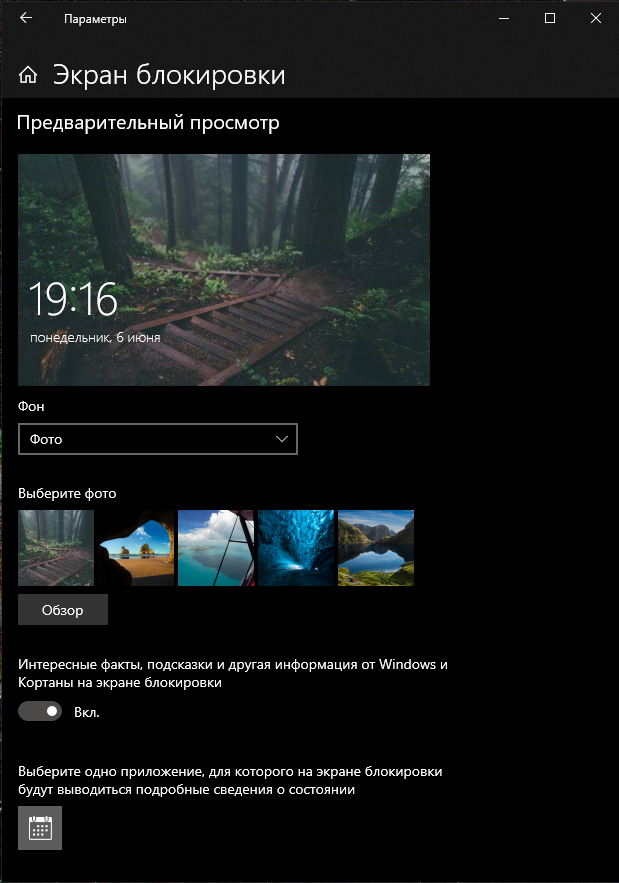 Параметры
Экран блокировки
Предварительный просмотр
19:16
понедельник, 6 июня
Фон
Фото
Выберите фото
Обзор
Интересные факты, подсказки и другая информация от Windows и
Кортаны на экране блокировки
Вкл.
Выберите одно приложение, для которого на экране блокировки
будут выводиться подробные сведения о состоянии